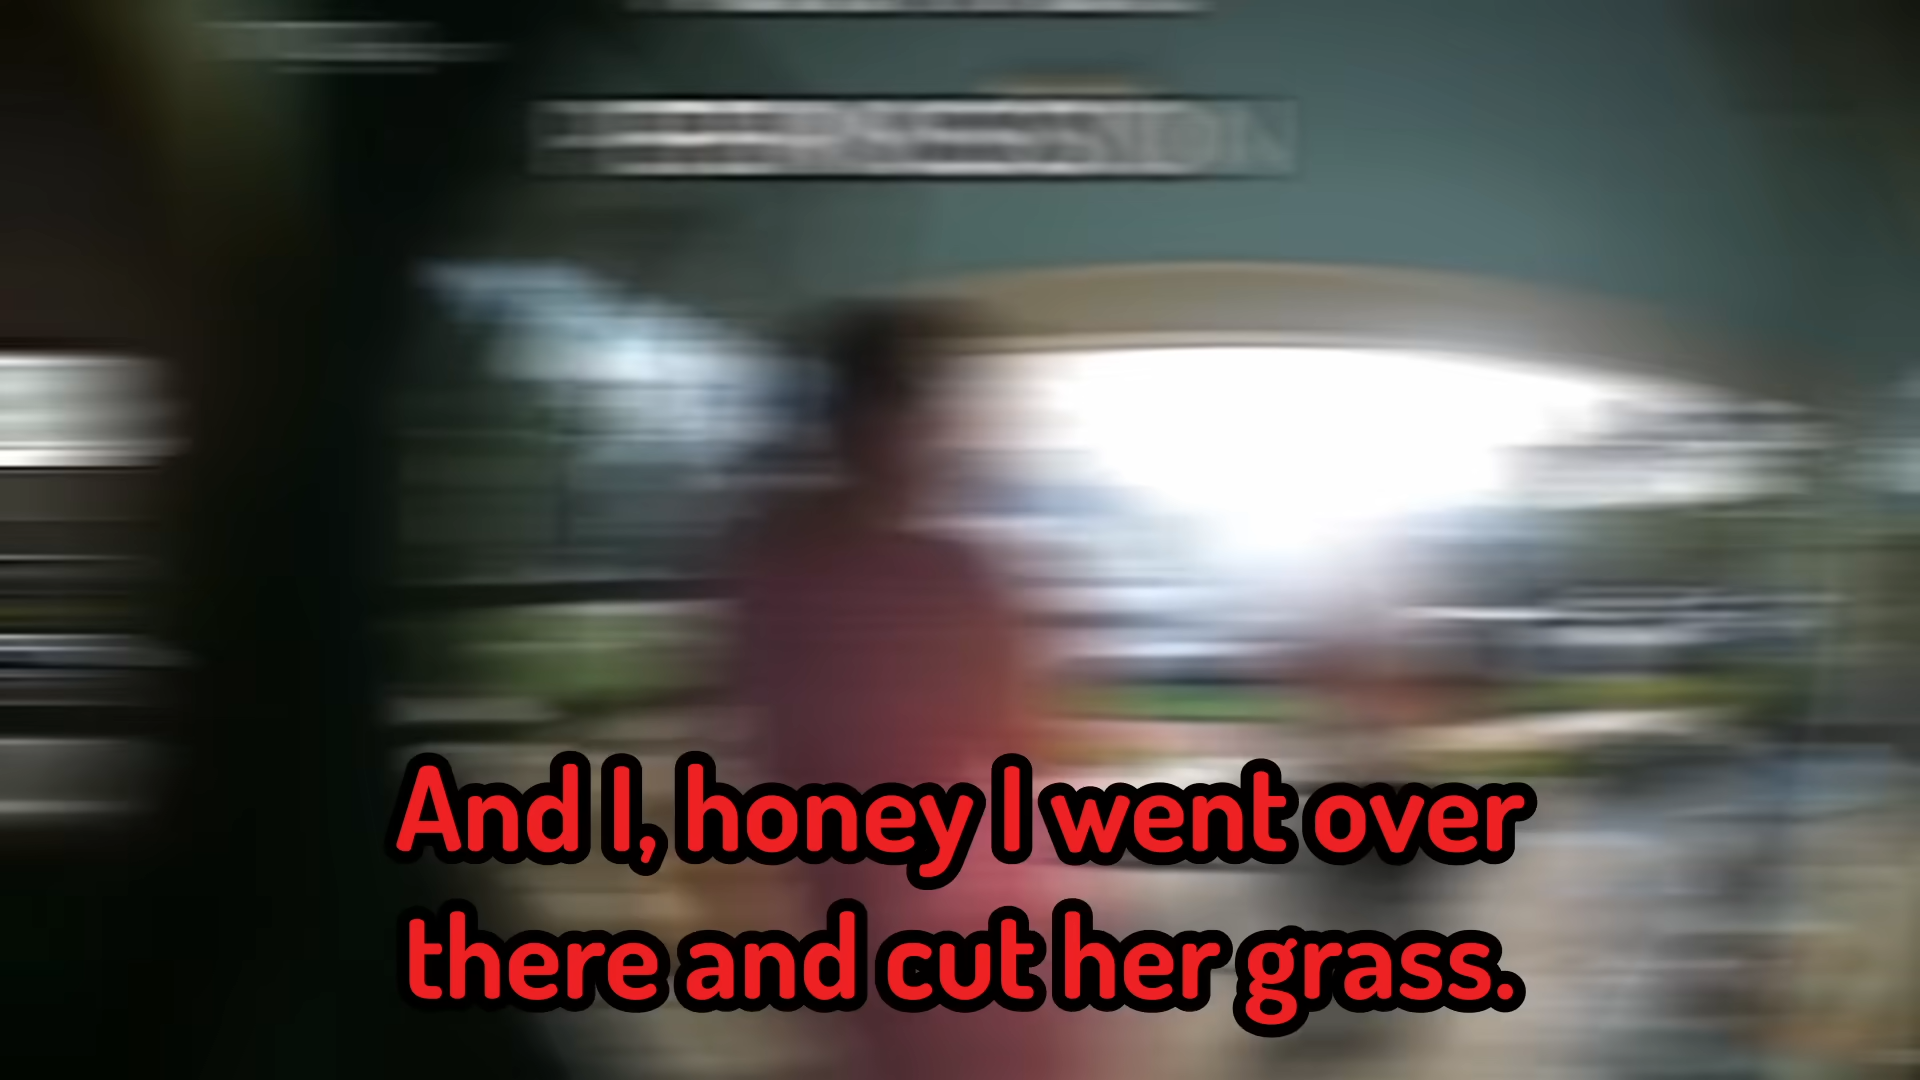 And I, honey I went over
there and cut her grass.